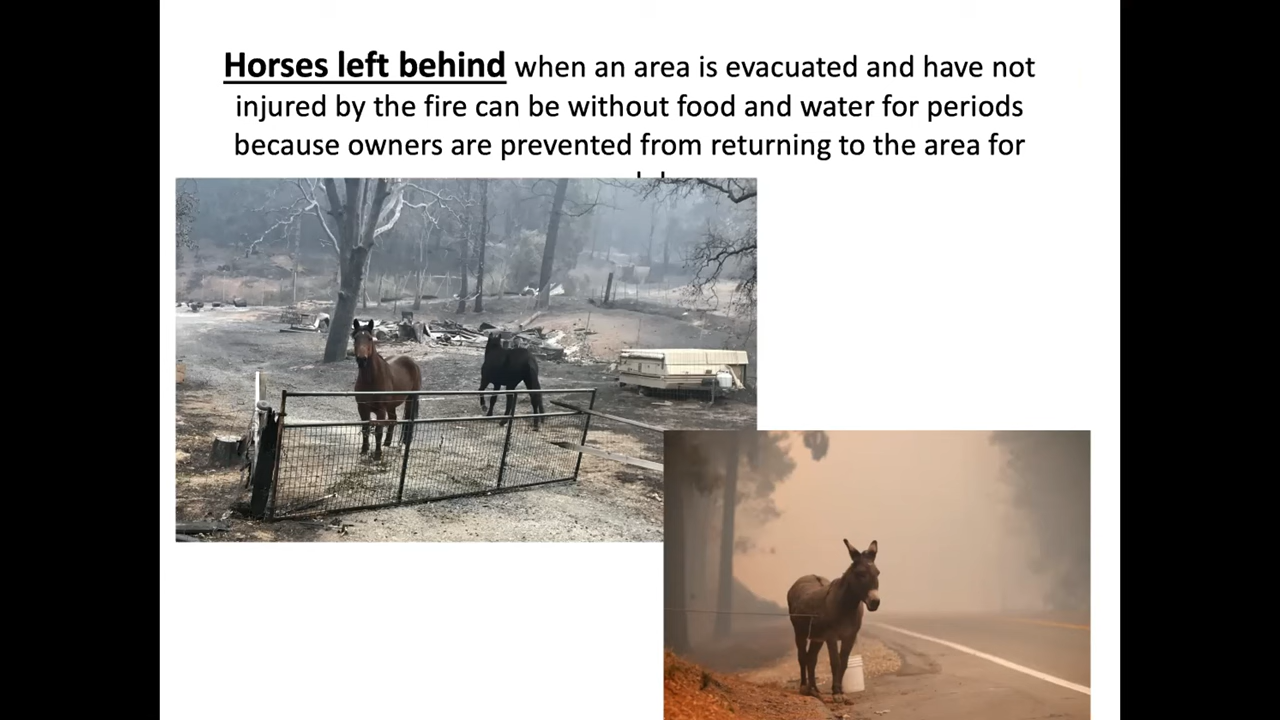 Horses left behind when an area is evacuated and have not
injured by the fire can be without food and water for periods
because owners are prevented from returning to the area for